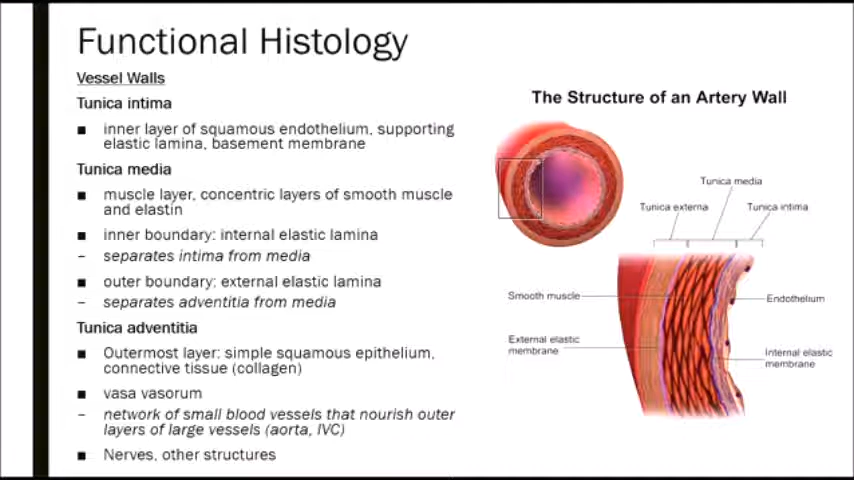 Functional Histology
Vessel Walls
Tunica intima
■ inner layer of squamous endothelium, supporting
elastic lamina, basement membrane
Tunica media
■ muscle layer, concentric layers of smooth muscle
and elastin
■ inner boundary: internal elastic lamina
– separates intima from media
■ outer boundary: external elastic lamina
– separates adventitia from media
Tunica adventitia
■ Outermost layer: simple squamous epithelium,
connective tissue (collagen)
■ vasa vasorum
– network of small blood vessels that nourish outer
layers of large vessels (aorta, IVC)
■ Nerves, other structures
The Structure of an Artery Wall
Tunica media
Tunica externa
Tunica intima
Smooth muscle
Endothelium
External elastic
membrane
Internal elastic
membrane